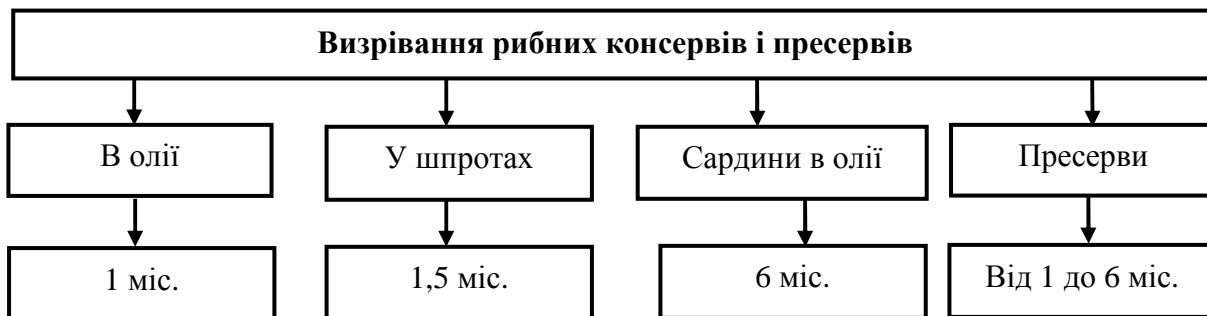 Визрівання рибних консервів і пресервів
В олії
У шпротах
Сардини в олії
Пресерви
1 міс.
1,5 міс.
6 міс.
Від 1 до 6 міс.